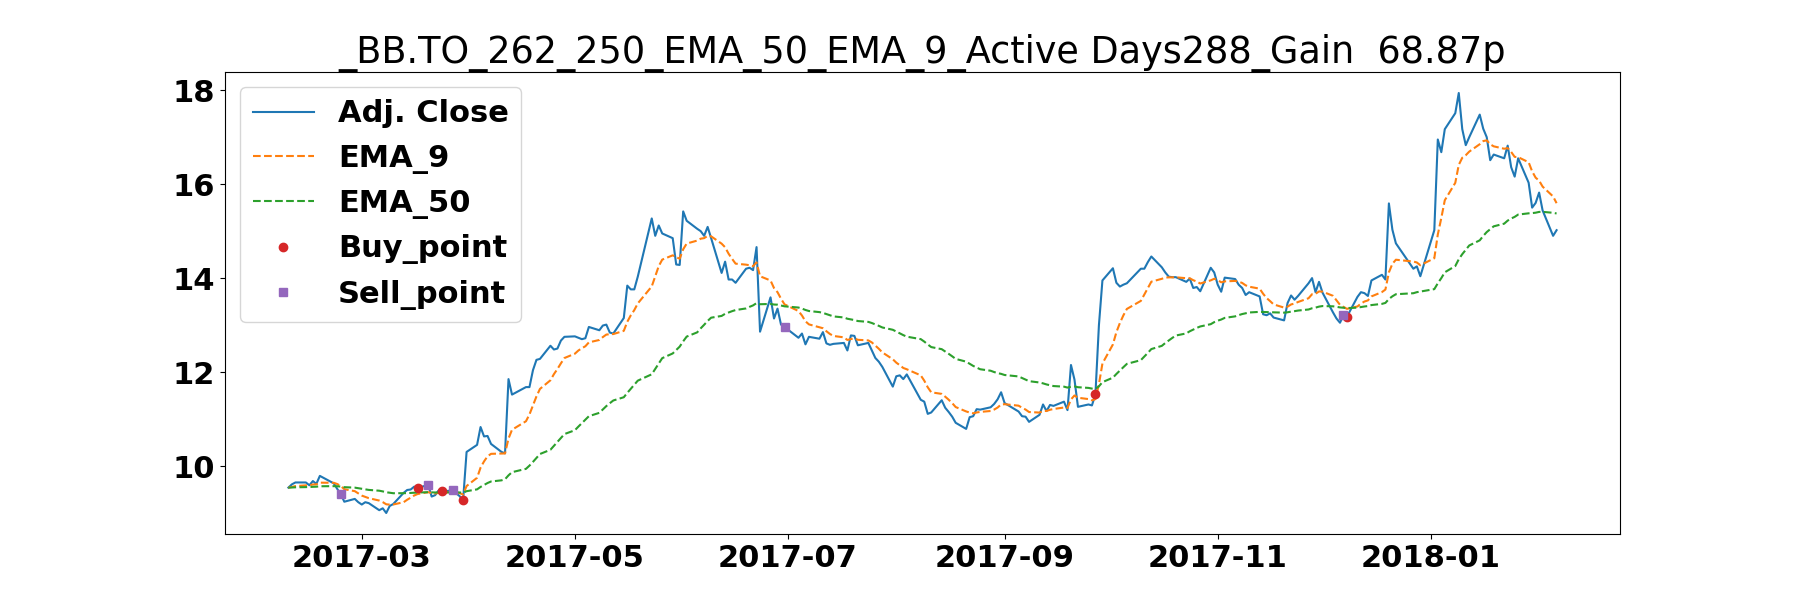 _BB.TO_262_250_EMA_50_EMA_9_Active Days288_Gain  68.87p
18
16
14
12
10
Adj. Close
EMA_9
EMA_50
Buy_point
Sell_point
2017-03 2017-05 2017-07 2017-09 2017-11 2018-01